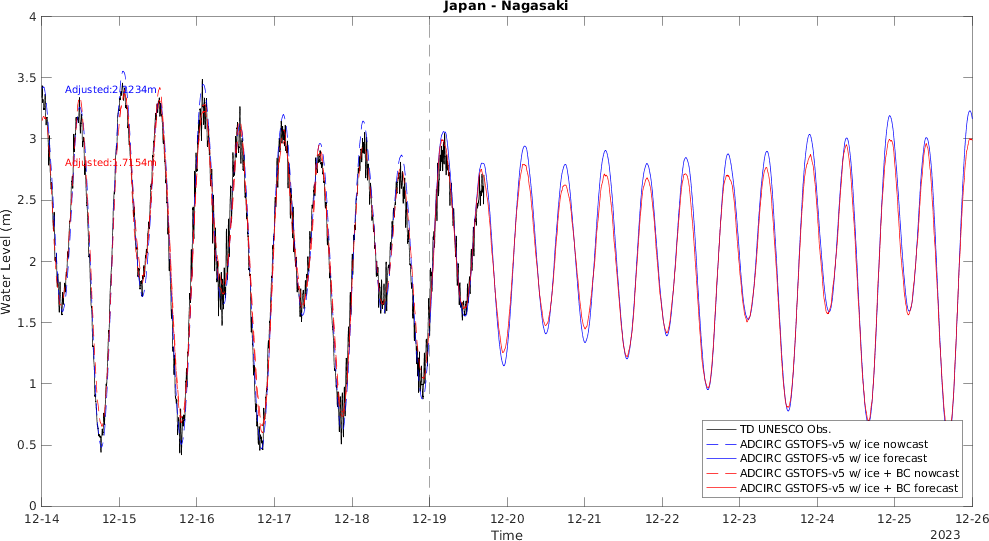 Japan - Nagasaki
4
3.5
3
2.5
2
1.5
1
0.5
0
Water Level (m)
Adjusted:2.2234m
Adjusted:1.7154m
TD UNESCO Obs.
ADCIRC GSTOFS-v5 w/ ice nowcast
ADCIRC GSTOFS-v5 w/ ice forecast
ADCIRC GSTOFS-v5 w/ ice + BC nowcast
ADCIRC GSTOFS-v5 w/ ice + BC forecast
12-14 12-15 12-16 12-17 12-18 12-19 12-20 12-21 12-22 12-23 12-24 12-25 12-26
Time 2023